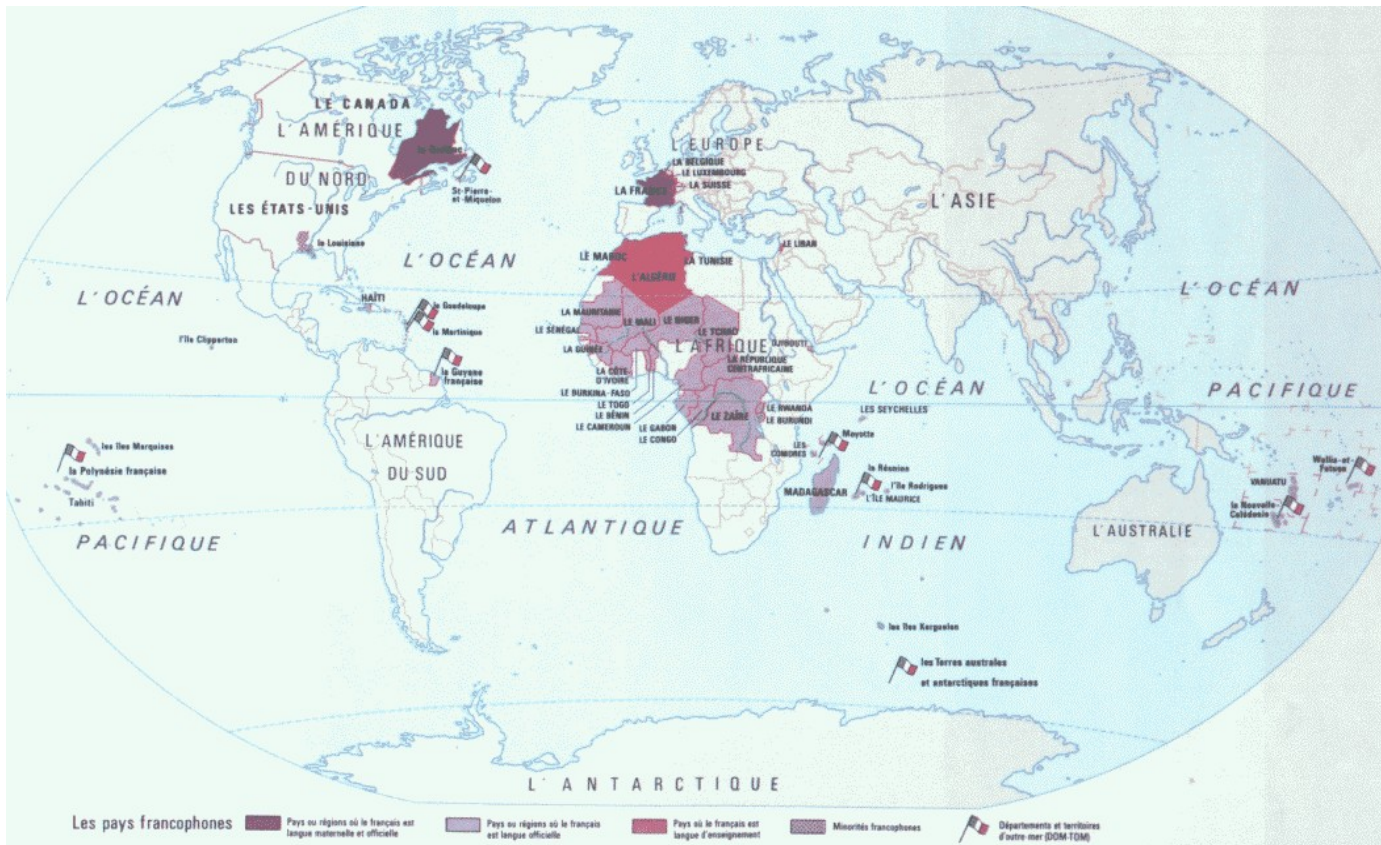 LE CANADA
L'AMÉRIQUE
DU NORD
le Québec
St-Pierre-
et-Miquelon
LES ÉTATS-UNIS
la Louisiane
L'OCÉAN
L'OCÉAN
HAÏTI
la Guadeloupe
la Martinique
l'île Clipperton
la Guyane
française
L'AMÉRIQUE
DU SUD
les îles Marquises
la Polynésie française
Tahiti
PACIFIQUE
ATLANTIQUE
L'EUROPE
LA BELGIQUE
LE LUXEMBOURG
LA SUISSE
LA FRANCE
L'ASIE
LE MAROC
LA TUNISIE
L'ALGÉRIE
LE LIBAN
LA MAURITANIE
LE MALI
LE NIGER
LE TCHAD
LE SÉNÉGAL
L'AFRIQUE
DJIBOUTI
LA GUINÉE
LA RÉPUBLIQUE
CENTRAFRICAINE
LA CÔTE
D'IVOIRE
LE BURKINA-FASO
LE TOGO
LE BÉNIN
LE CAMEROUN
LE GABON
LE CONGO
LE ZAÏRE
LE RWANDA
LE BURUNDI
L'OCÉAN
LES SEYCHELLES
LES
COMORES
Mayotte
la Réunion
l'île Rodrigues
L'ÎLE MAURICE
MADAGASCAR
INDIEN
L'OCÉAN
PACIFIQUE
Wallis-et-
Futuna
VANUATU
la Nouvelle-
Calédonie
L'AUSTRALIE
les îles Kerguelen
les Terres australes
et antarctiques françaises
L'ANTARCTIQUE
Les pays francophones
Pays ou régions où le français est
langue maternelle et officielle
Pays ou régions où le français
est langue officielle
Pays où le français est
langue d'enseignement
Minorités francophones
Départements et territoires
d'outre-mer (DOM-TOM)